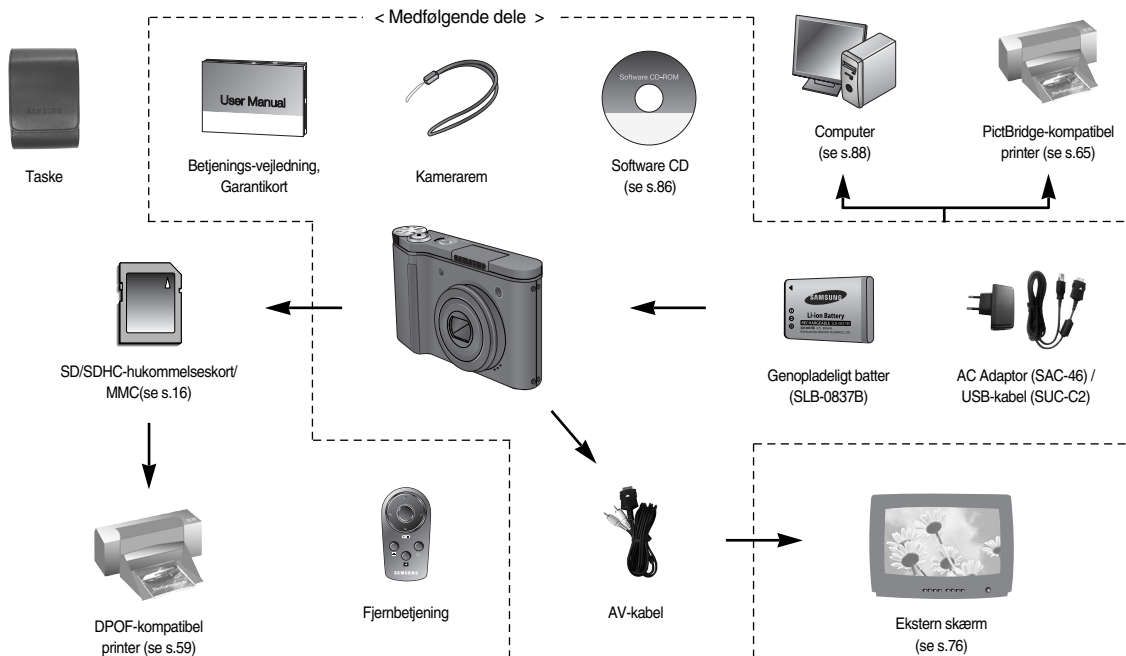 < Medfølgende dele >
SAMSUNG
Taske
User Manual
Betjenings-vejledning,
Garantikort
Kamerarem
Software CD-ROM
Software CD
(se s.86)
Computer
(se s.88)
PictBridge-kompatibel
printer (se s.65)
SD/SDHC-hukommelseskort/
MMC(se s.16)
SAMSUNG
SAMSUNG
Li-ion Battery
Genopladeligt batter
(SLB-0837B)
AC Adaptor (SAC-46) /
USB-kabel (SUC-C2)
DPOF-kompatibel
printer (se s.59)
SAMSUNG
Fjernbetjening
AV-kabel
Ekstern skærm
(se s.76)